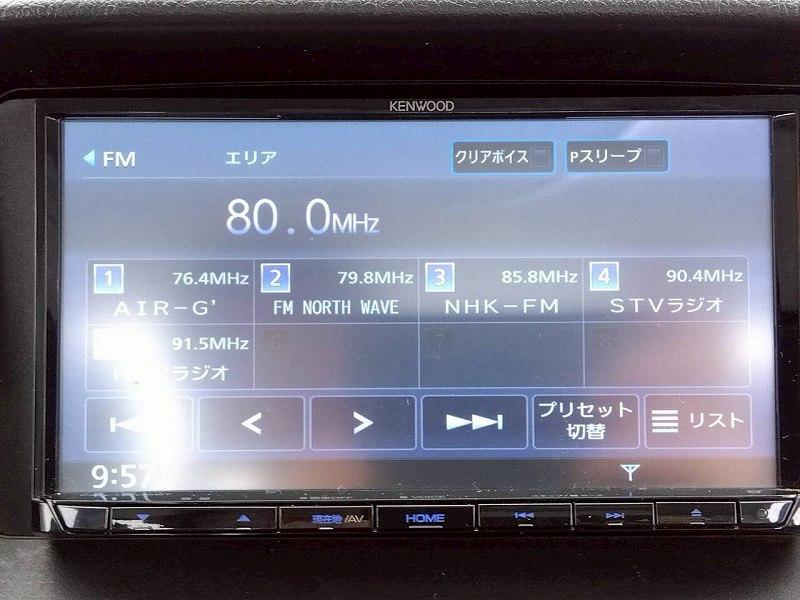 KENWOOD
FM エリア クリアボイス Pスリープ
80.0MHz
1 76.4MHz 2 79.8MHz 3 85.8MHz 4 90.4MHz
AIR-G' FM NORTH WAVE NHK-FM STVラジオ
91.5MHz
ラジオ
プリセット リスト
切替
9:57
現在地/AV HOME